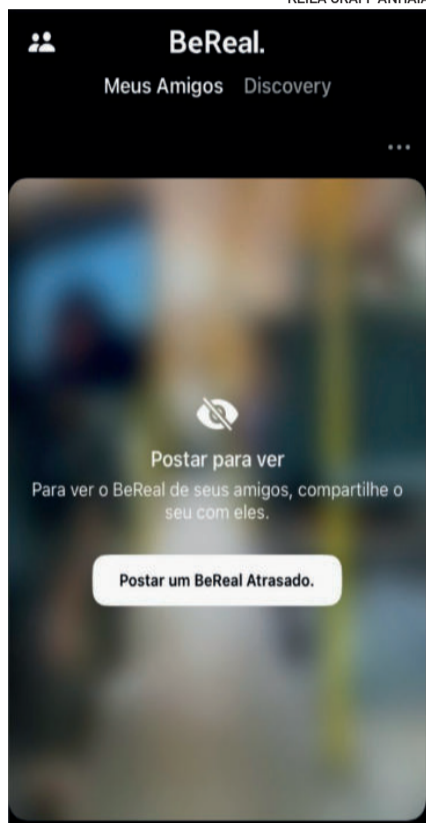 BeReal.
Meus Amigos Discovery
Postar para ver
Para ver o BeReal de seus amigos, compartilhe o
seu com eles.
Postar um BeReal Atrasado.